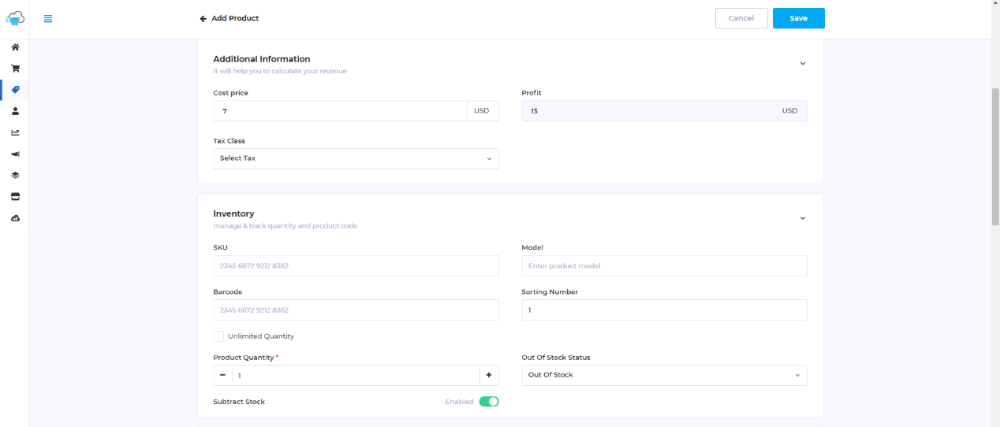 Add Product
Cancel
Save
Additional Information
It will help you to calculate your revenue
Cost price
Profit
7
USD
13
USD
Tax Class
Select Tax
Inventory
manage & track quantity and product code
SKU
Model
2345 6672 9212 8362
Enter product model
Barcode
Sorting Number
2345 6672 9212 8362
1
Unlimited Quantity
Product Quantity *
Out Of Stock Status
1
Out Of Stock
Subtract Stock
Enabled